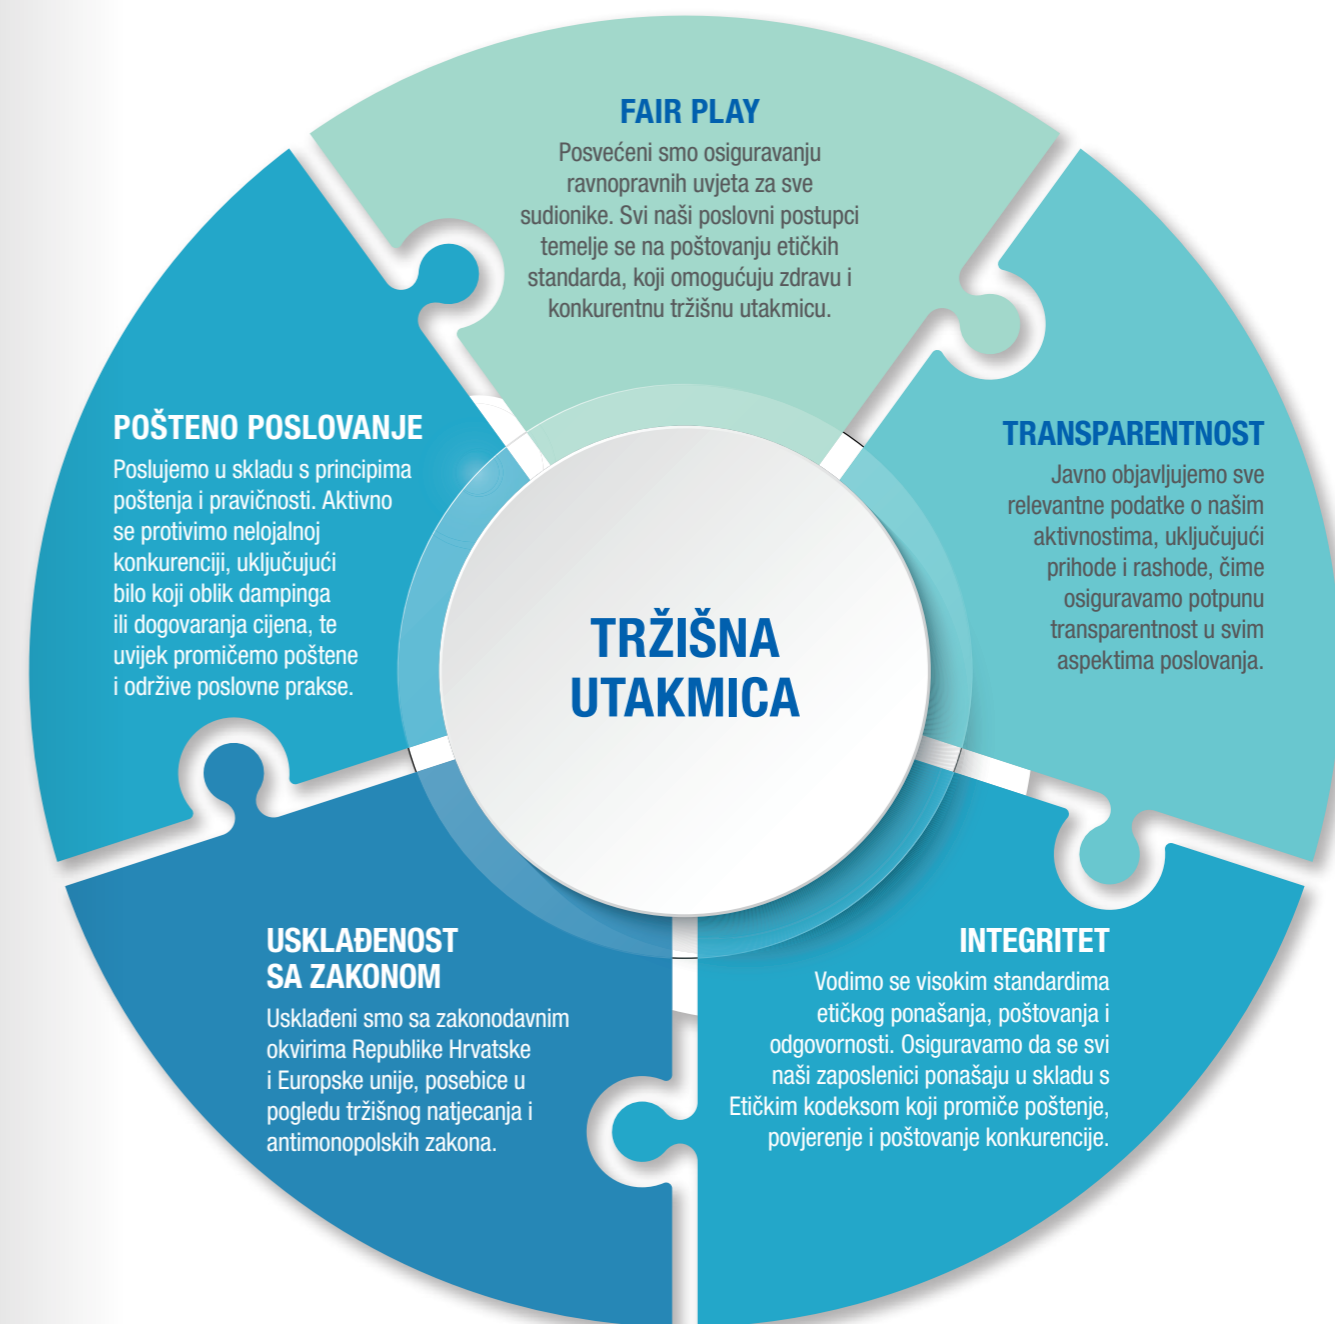 FAIR PLAY
Posvećeni smo osiguravanju
ravnopravnih uvjeta za sve
sudionike. Svi naši poslovni postupci
temelje se na poštovanju etičkih
standarda, koji omogućuju zdravu i
konkurentnu tržišnu utakmicu.
TRANSPARENTNOST
Javno objavljujemo sve
relevantne podatke o našim
aktivnostima, uključujući
prihode i rashode, čime
osiguravamo potpunu
transparentnost u svim
aspektima poslovanja.
INTEGRITET
Vodimo se visokim standardima
etičkog ponašanja, poštovanja i
odgovornosti. Osiguravamo da se svi
naši zaposlenici ponašaju u skladu s
Etičkim kodeksom koji promiče poštenje,
povjerenje i poštovanje konkurencije.
USKLAĐENOST
SA ZAKONOM
Usklađeni smo sa zakonodavnim
okvirima Republike Hrvatske
i Europske unije, posebice u
pogledu tržišnog natjecanja i
antimonopolskih zakona.
POŠTENO POSLOVANJE
Poslujemo u skladu s principima
poštenja i pravičnosti. Aktivno
se protivimo nelojalnoj
konkurenciji, uključujući
bilo koji oblik dampinga
ili dogovaranja cijena, te
uvijek promičemo poštene
i održive poslovne prakse.
TRŽIŠNA
UTAKMICA